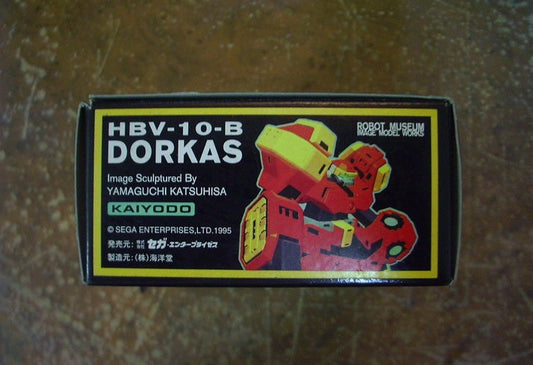 HBV-10-B
DORKAS
Image Sculptured By
YAMAGUCHI KATSUHISA
KAIYODO
© SEGA ENTERPRISES,LTD.1995
発売元: 株式会社 セガ・エンタープライゼス
製造元: (株)海洋堂
ROBOT MUSEUM
IMAGE MODEL WORKS